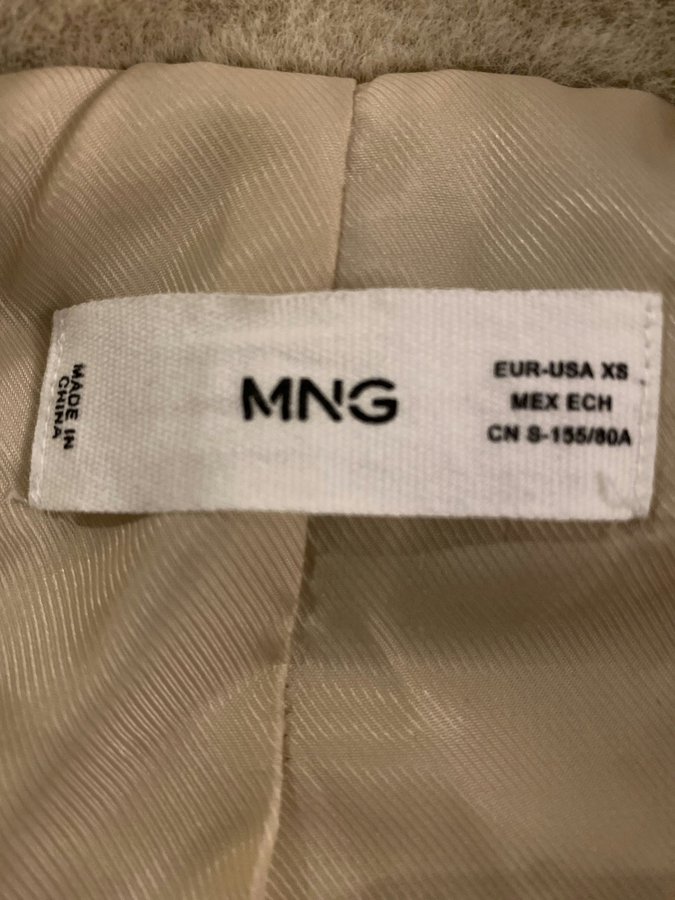 MADE IN
CHINA
MNG
EUR-USA XS
MEX ECH
CN S-155/80A